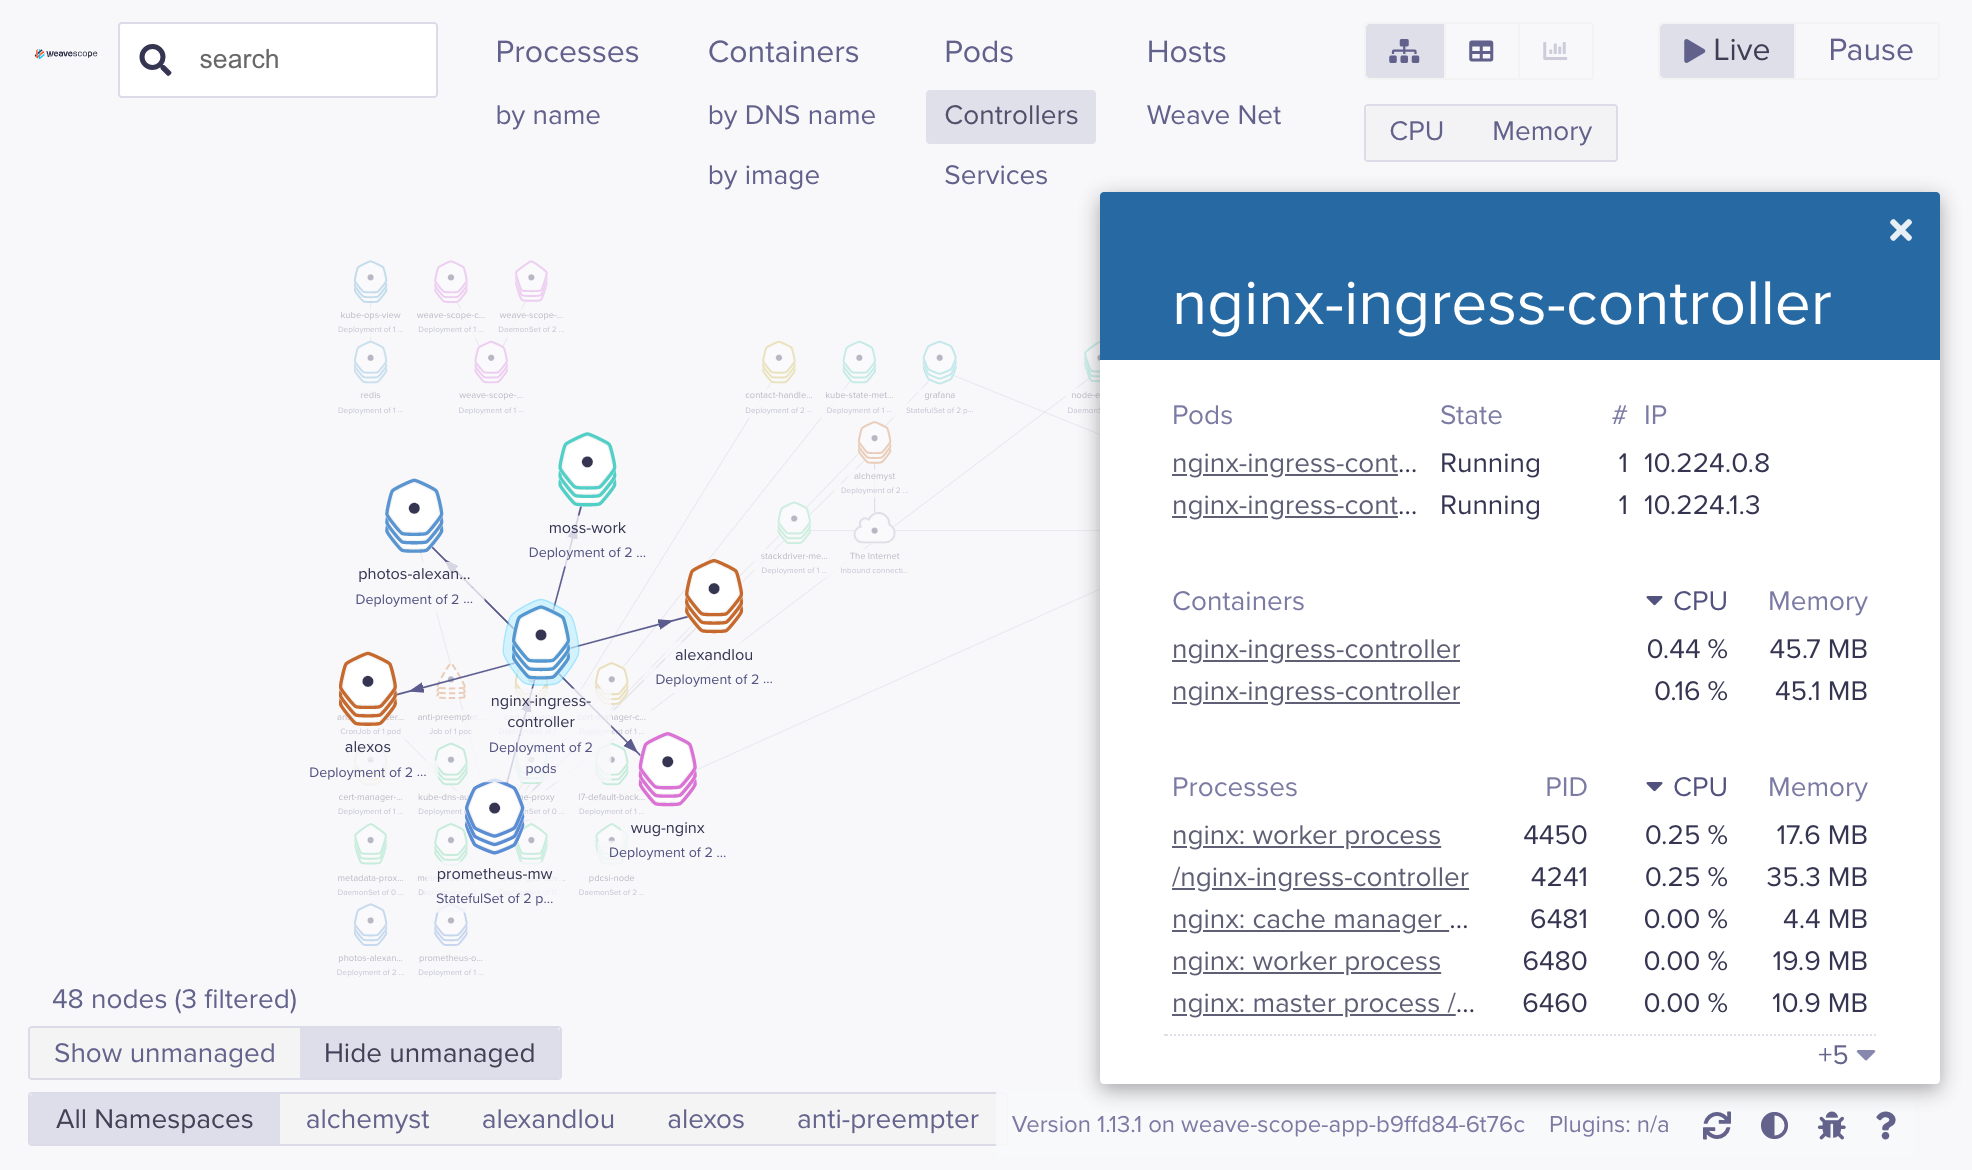 weavescope
search
Processes
Containers
Pods
Hosts
Live
Pause
by name
by DNS name
Controllers
Weave Net
CPU
Memory
by image
Services
nginx-ingress-controller
Pods State # IP
nginx-ingress-cont... Running 1 10.224.0.8
nginx-ingress-cont... Running 1 10.224.1.3
Containers CPU Memory
nginx-ingress-controller 0.44 % 45.7 MB
nginx-ingress-controller 0.16 % 45.1 MB
Processes PID CPU Memory
nginx: worker process 4450 0.25 % 17.6 MB
/nginx-ingress-controller 4241 0.25 % 35.3 MB
nginx: cache manager ... 6481 0.00 % 4.4 MB
nginx: worker process 6480 0.00 % 19.9 MB
nginx: master process /... 6460 0.00 % 10.9 MB
+5
kube-ops-view
Deployment of 1 ...
weave-scope-c...
Deployment of 1 ...
weave-scope-...
DaemonSet of 2 ...
redis
Deployment of 1 ...
weave-scope-...
Deployment of 1 ...
contact-handle...
Deployment of 2 ...
kube-state-met...
Deployment of 1 ...
grafana
StatefulSet of 2 p...
alchemyst
Deployment of 2 ...
stackdriver-me...
Deployment of 1 ...
The Internet
Inbound connecti...
moss-work
Deployment of 2 ...
photos-alexan...
Deployment of 2 ...
alexandlou
Deployment of 2 ...
nginx-ingress-
controller
Deployment of 2
pods
CronJob of 1 pod
anti-preempte
Job of 1 poc
alexos
Deployment of 2 ...
cert-manager-...
Deployment of 1 ...
kube-dns-au
Deployment
l7-default-back...
Deployment of 1 ...
wug-nginx
Deployment of 2 ...
prometheus-mw
StatefulSet of 2 p...
metadata-prox...
DaemonSet of 0 ...
pdcsi-node
DaemonSet of 2 ...
photos-alexan...
Deployment of 2 ...
prometheus-o...
Deployment of 1 ...
48 nodes (3 filtered)
Show unmanaged
Hide unmanaged
All Namespaces
alchemyst
alexandlou
alexos
anti-preempter
Version 1.13.1 on weave-scope-app-b9ffd84-6t76c
Plugins: n/a